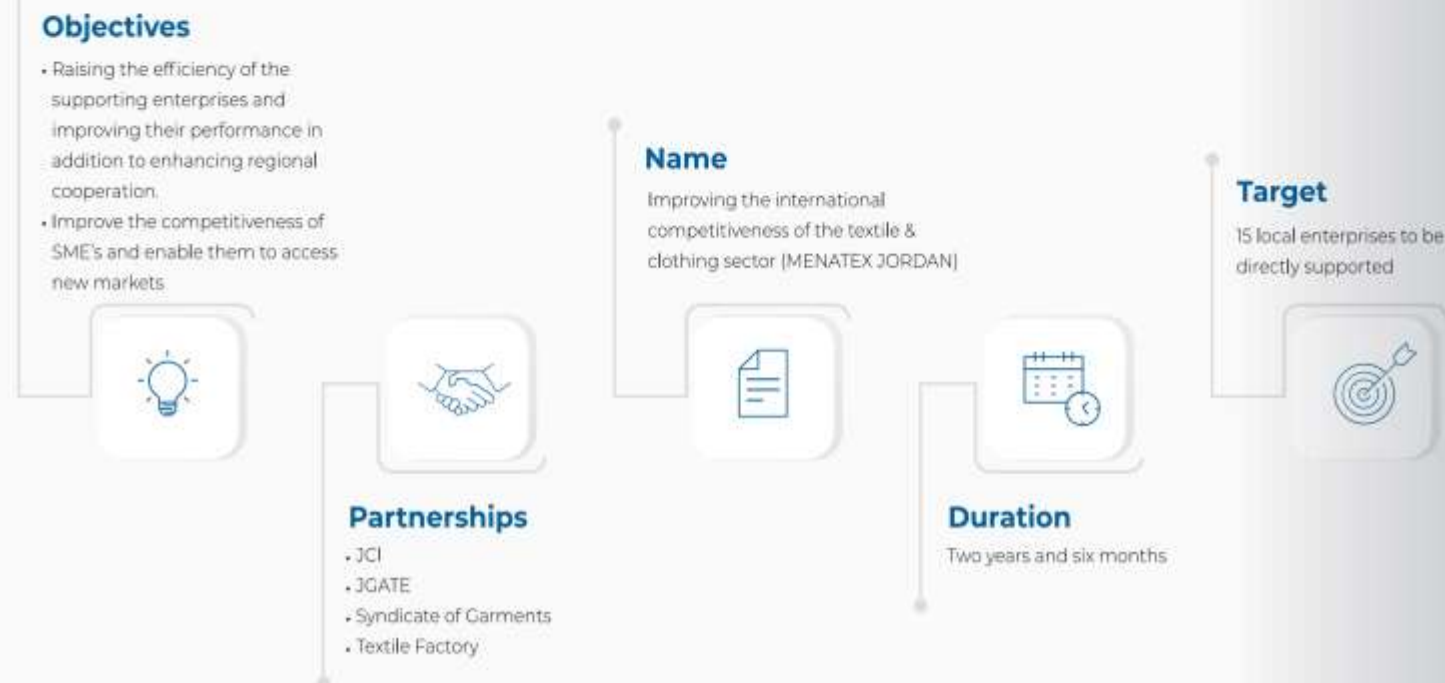 Objectives
• Raising the efficiency of the
supporting enterprises and
improving their performance in
addition to enhancing regional
cooperation.
• Improve the competitiveness of
SME's and enable them to access
new markets
Partnerships
• JCI
• JGATE
• Syndicate of Garments
• Textile Factory
Name
Improving the international
competitiveness of the textile &
clothing sector (MENATEX JORDAN)
Duration
Two years and six months
Target
15 local enterprises to be
directly supported